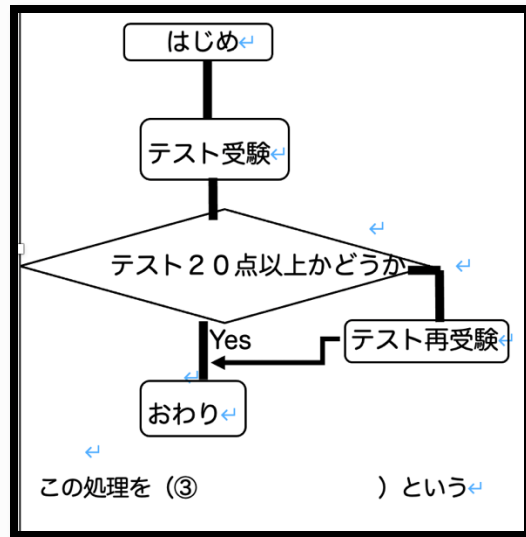 はじめ
テスト受験
テスト２０点以上かどうか
Yes
テスト再受験
おわり
この処理を（③　　　　　　　　）という